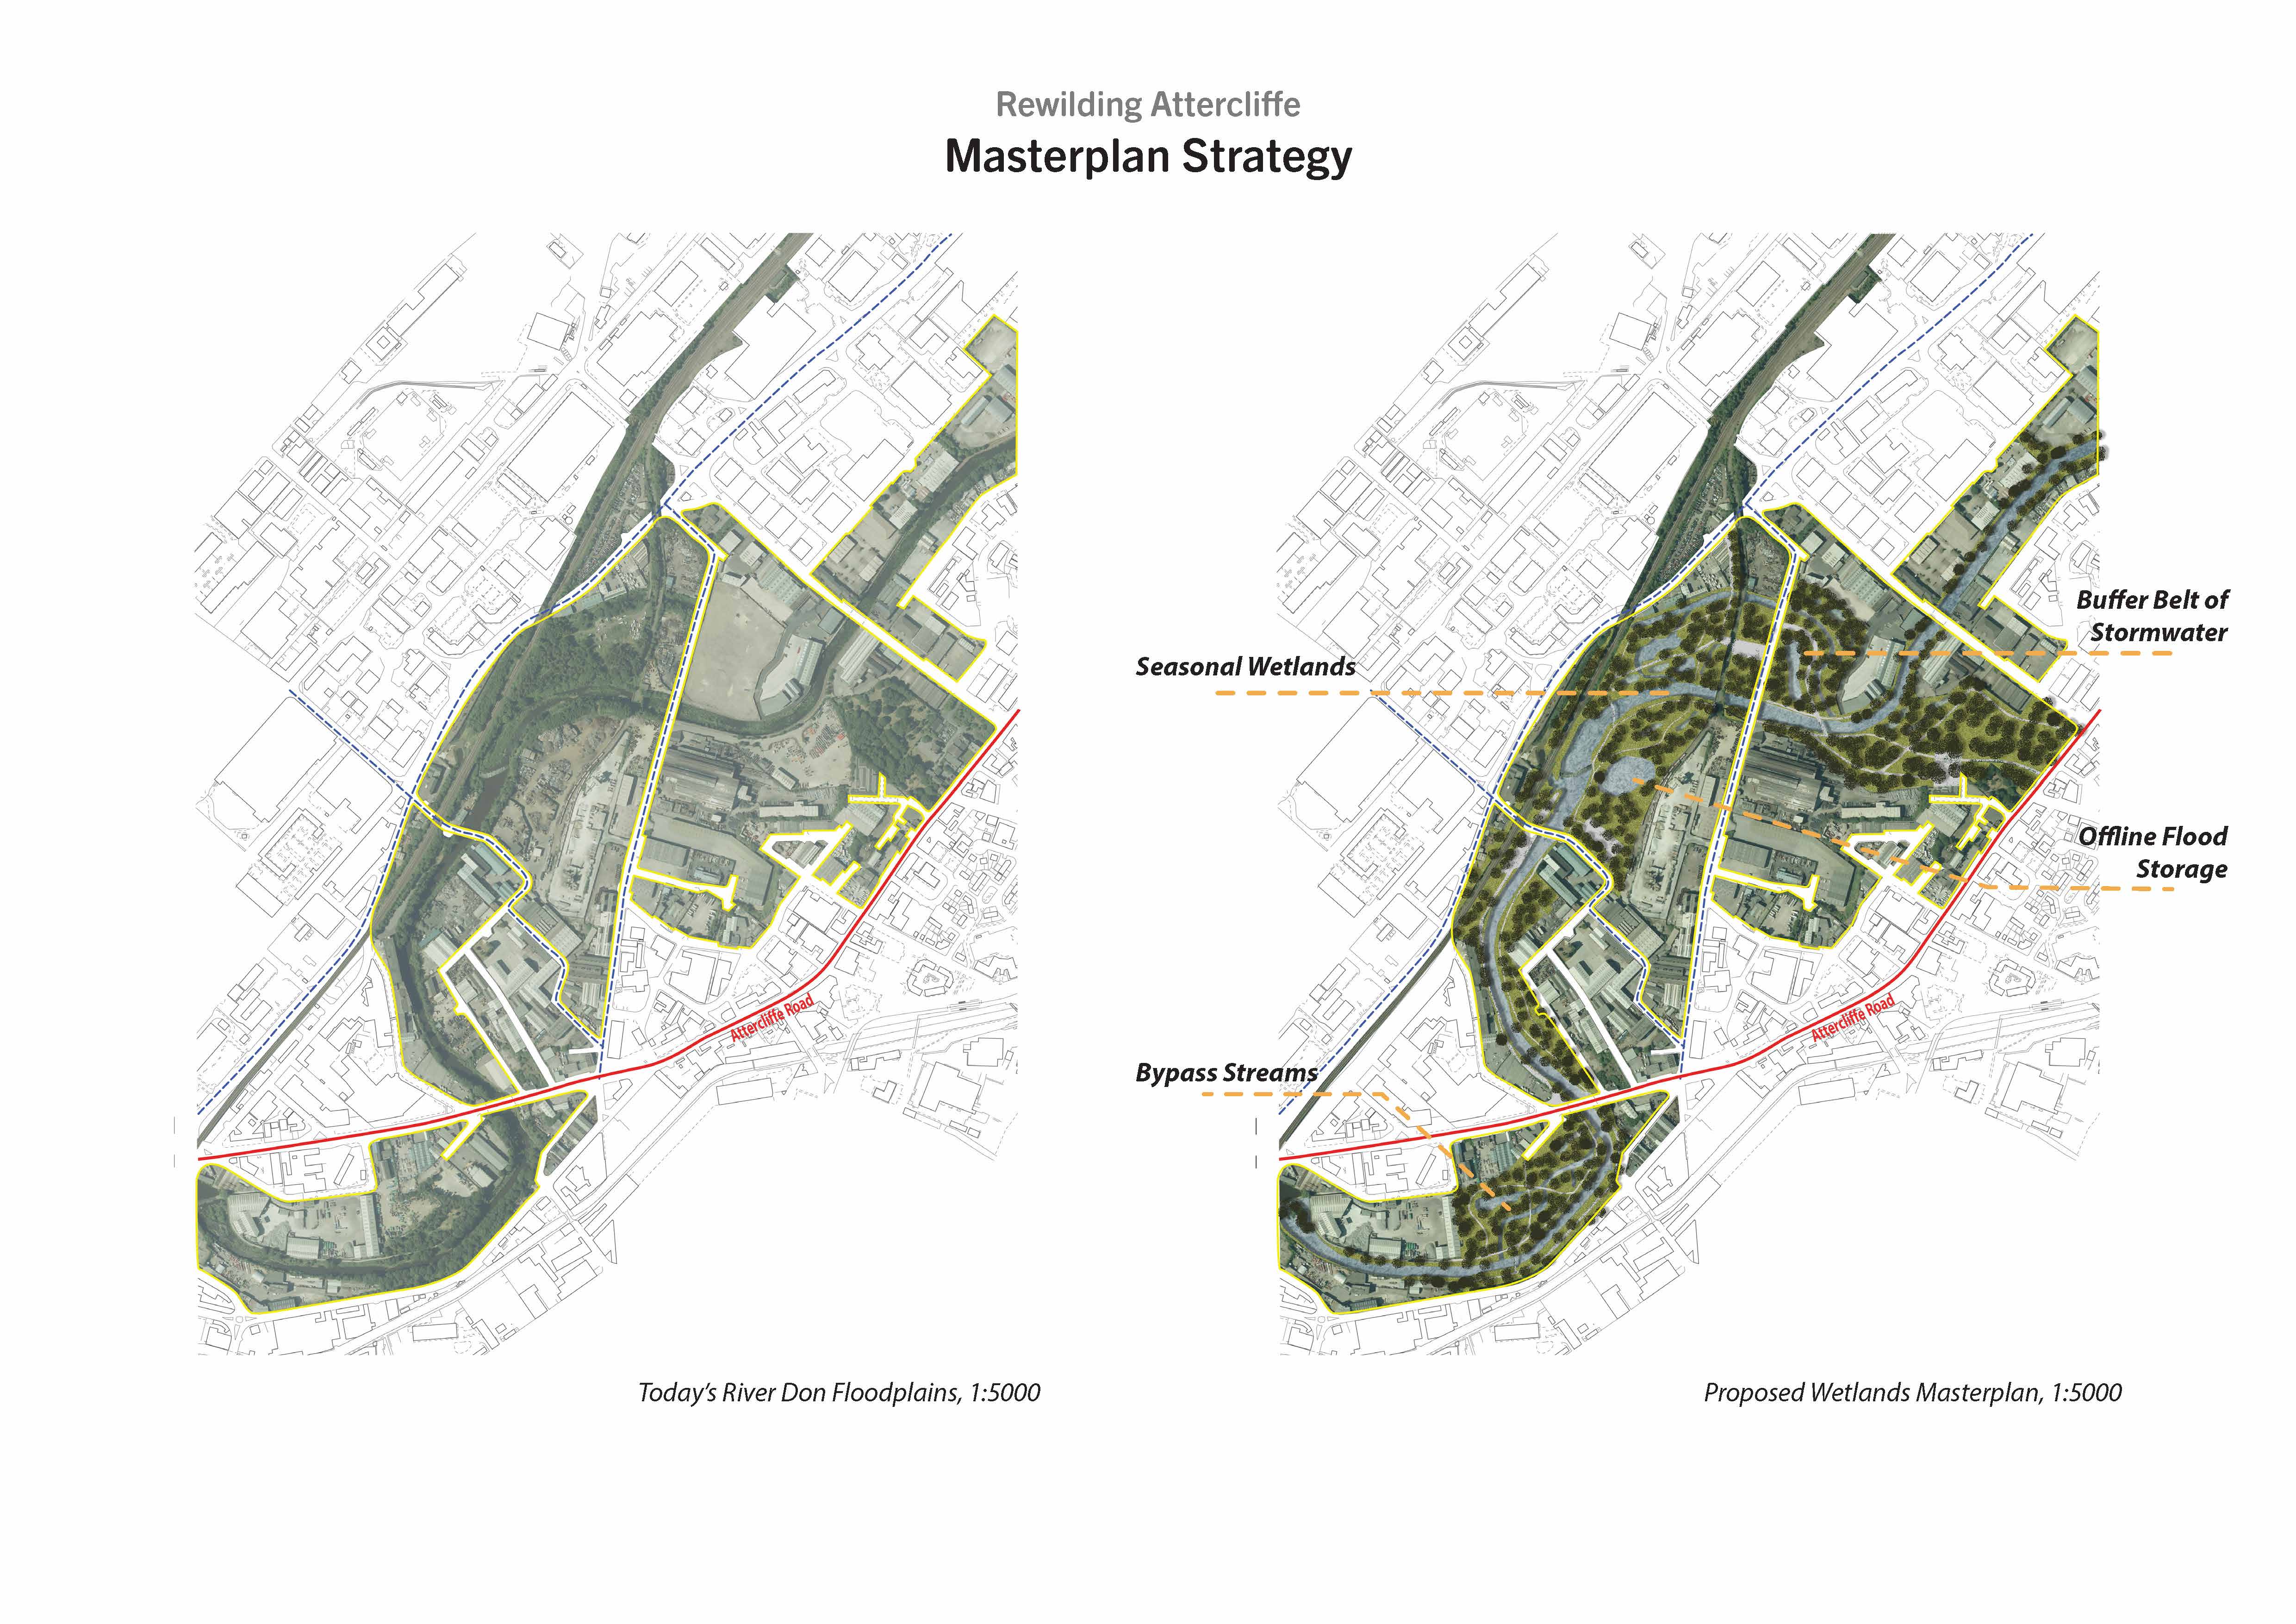 Rewilding Attercliffe
Masterplan Strategy
Buffer Belt of
Stormwater
Seasonal Wetlands
Offline Flood
Storage
Attercliffe Road
Attercliffe Road
Bypass Streams
Today's River Don Floodplains, 1:5000
Proposed Wetlands Masterplan, 1:5000